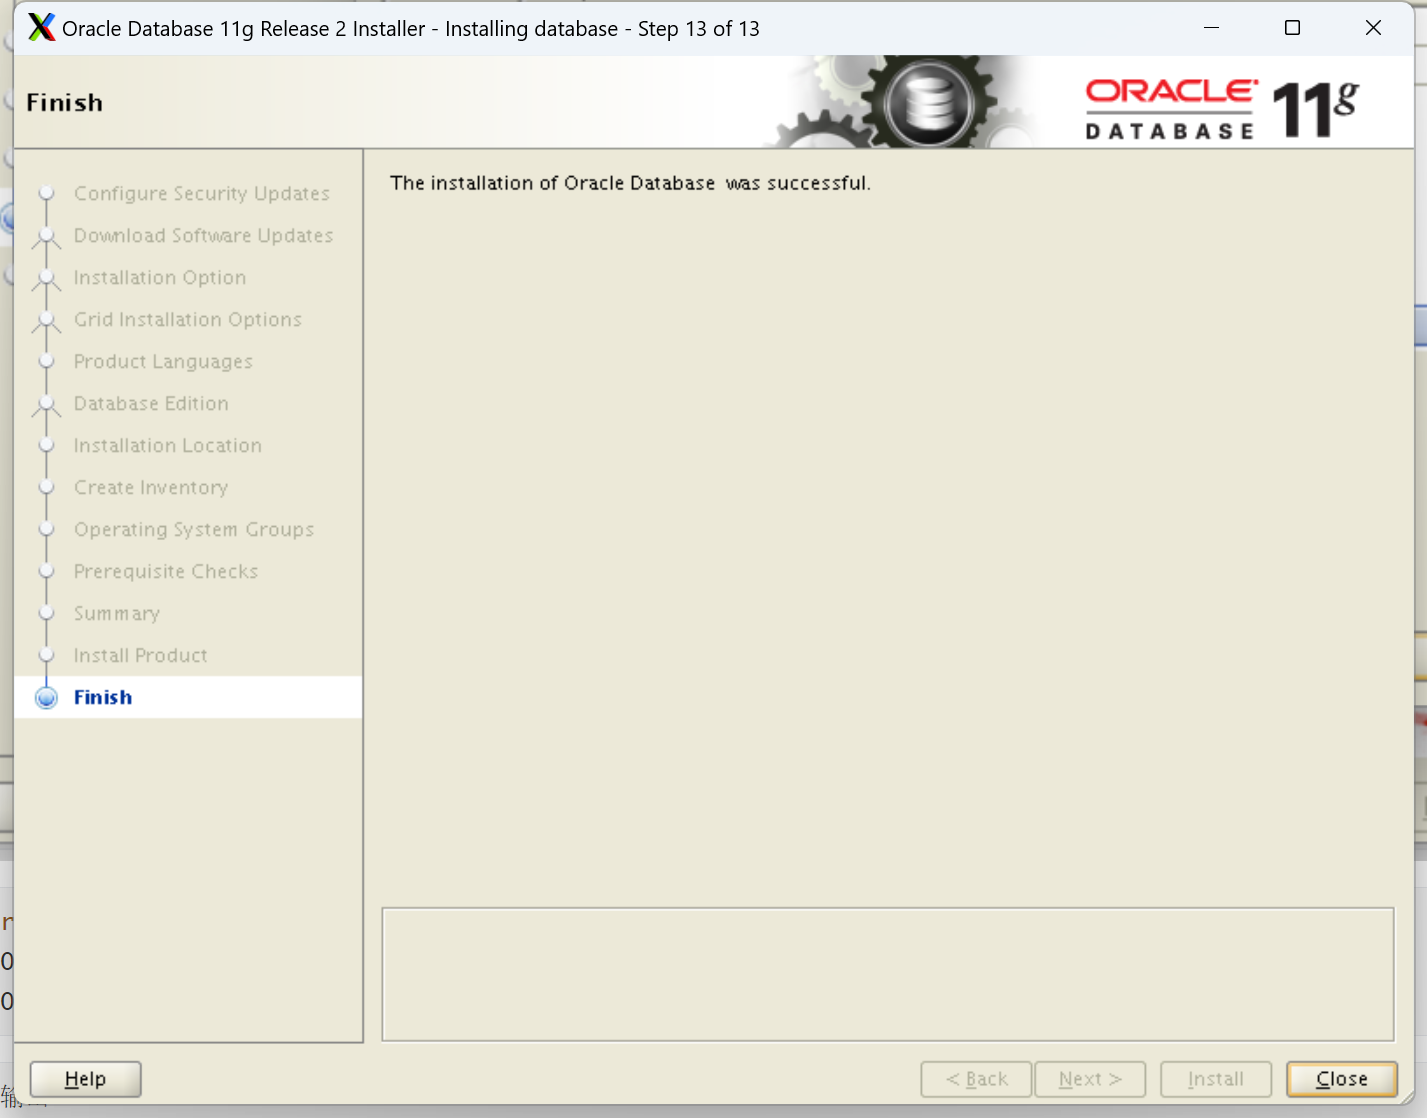 Oracle Database 11g Release 2 Installer - Installing database - Step 13 of 13
Finish
ORACLE
DATABASE
11g
Configure Security Updates
Download Software Updates
Installation Option
Grid Installation Options
Product Languages
Database Edition
Installation Location
Create Inventory
Operating System Groups
Prerequisite Checks
Summary
Install Product
Finish
The installation of Oracle Database  was successful.
Help
< Back
Next >
Install
Close